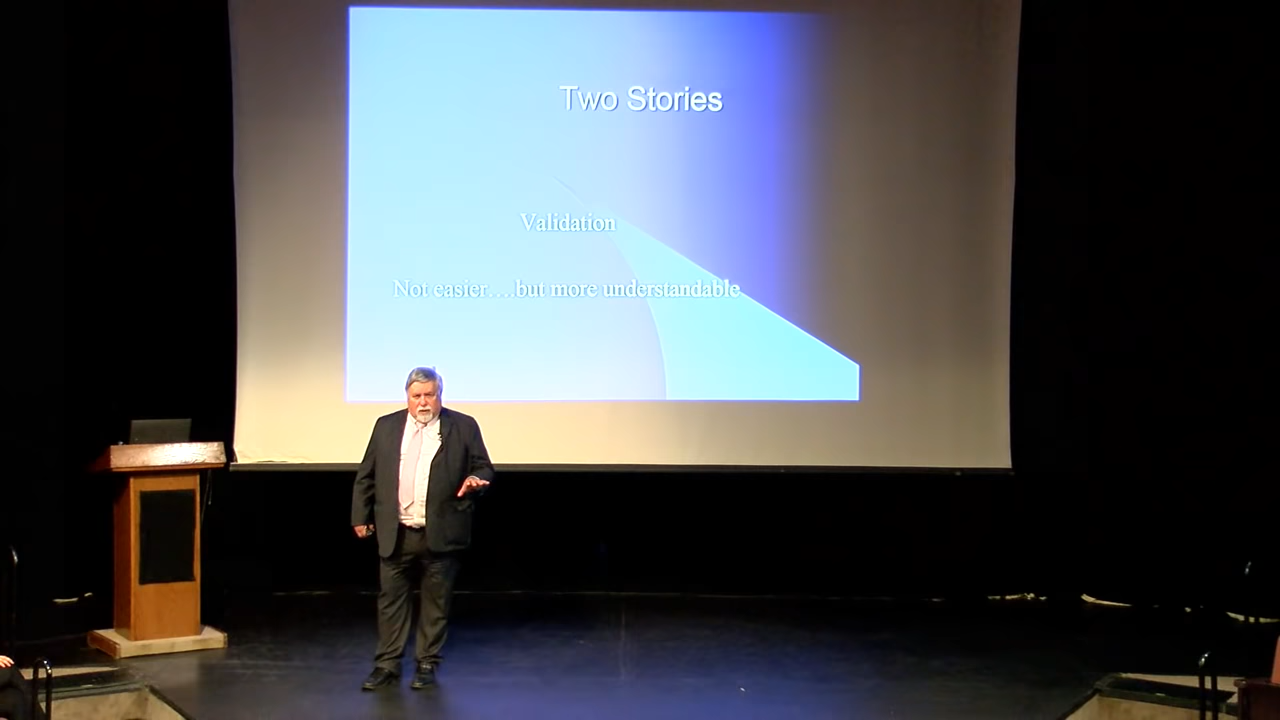 Two Stories
Validation
Not easier....but more understandable